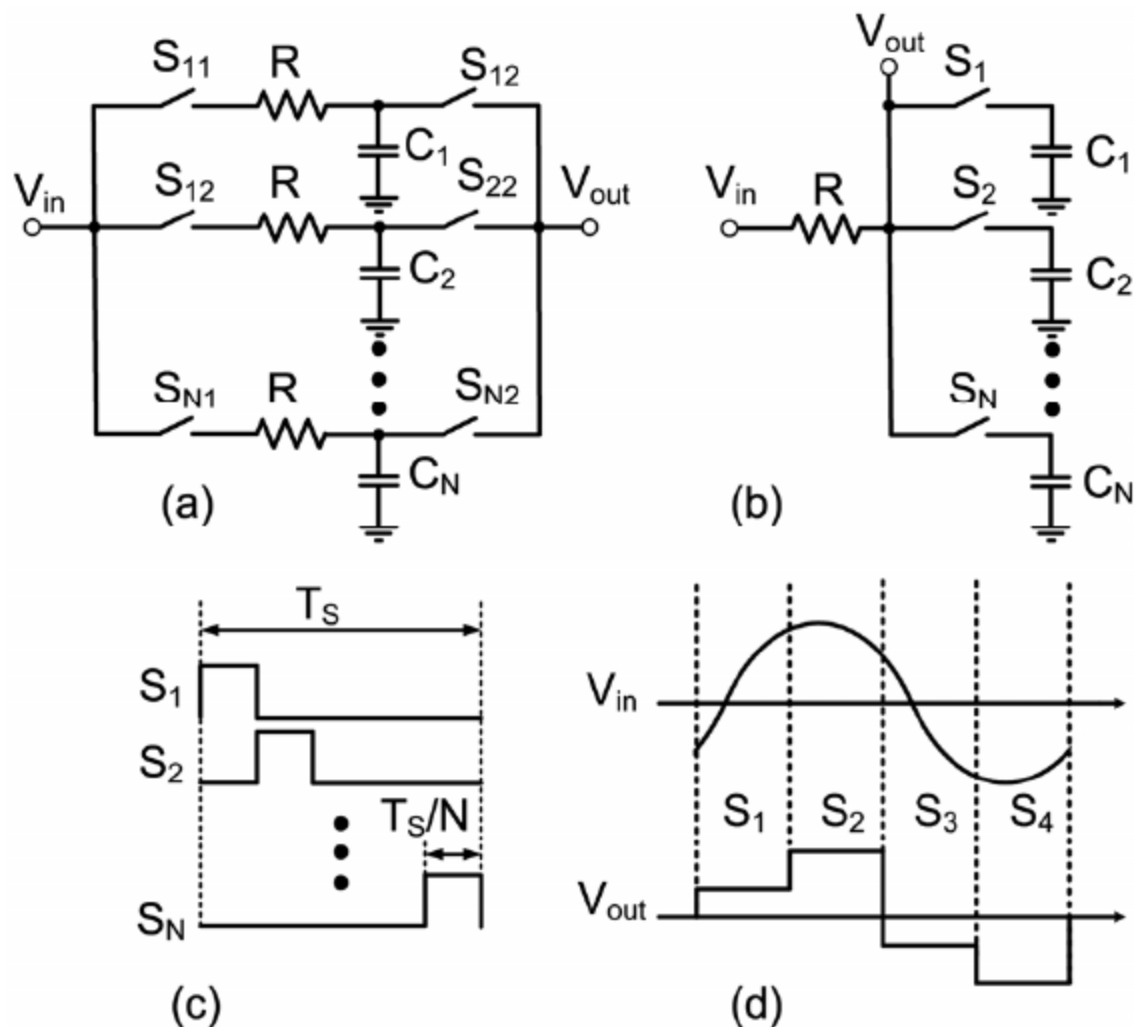 S11 R S12
C1
Vin S12 R S22 Vout
C2
SN1 R SN2
CN
(a)
Vout S1
C1
Vin R S2
C2
SN
CN
(b)
TS
S1
S2
TS/N
SN
(c)
Vin
S1 S2 S3 S4
Vout
(d)